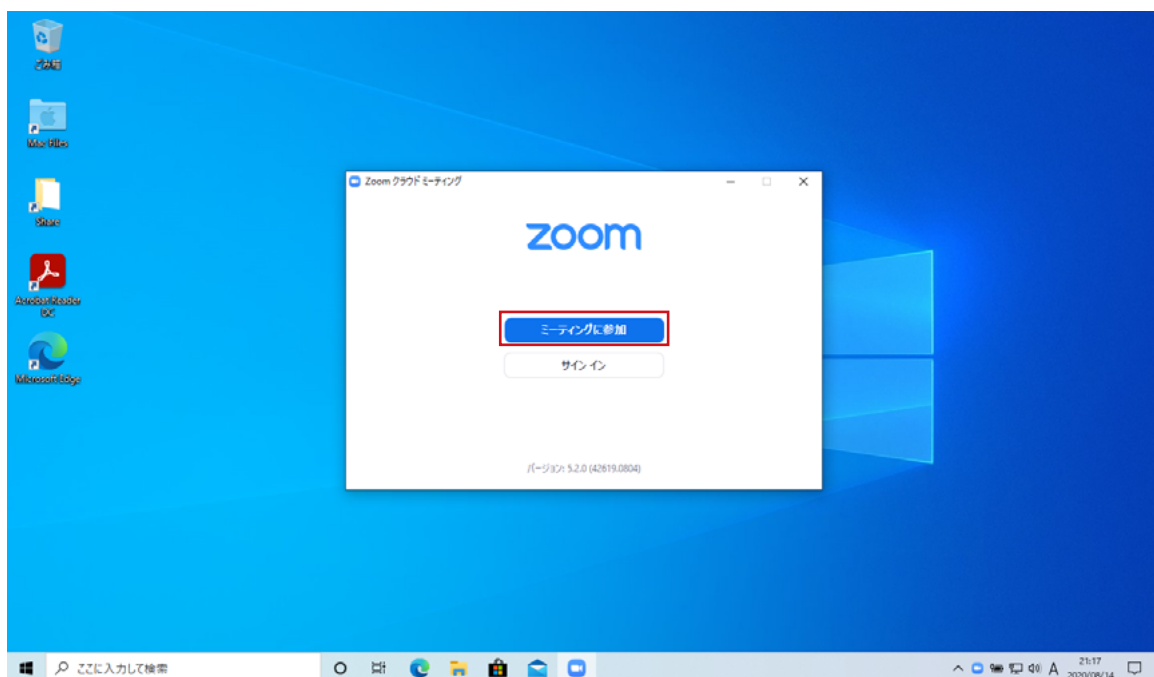 ごみ箱
Mac Files
Share
Acrobat Reader
DC
Microsoft Edge
Zoom クラウド ミーティング
zoom
ミーティングに参加
サイン イン
バージョン: 5.2.0 (42619.0804)
ここに入力して検索
A
21:17
2020/08/14